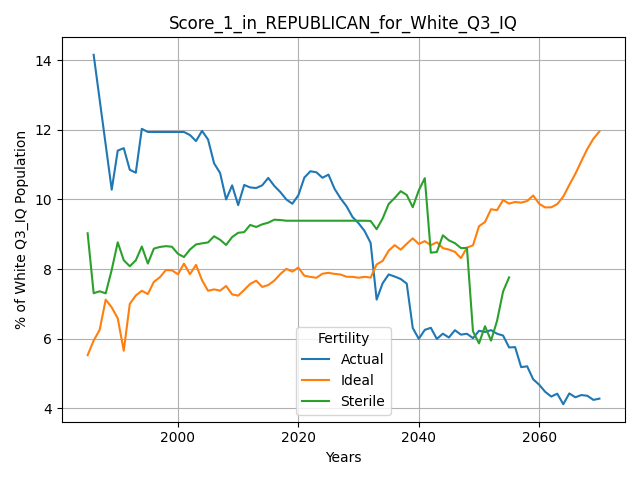 Score_1_in_REPUBLICAN_for_White_Q3_IQ
% of White Q3_IQ Population
14
12
10
8
6
4
Fertility
Actual
Ideal
Sterile
2000
2020
2040
2060
Years